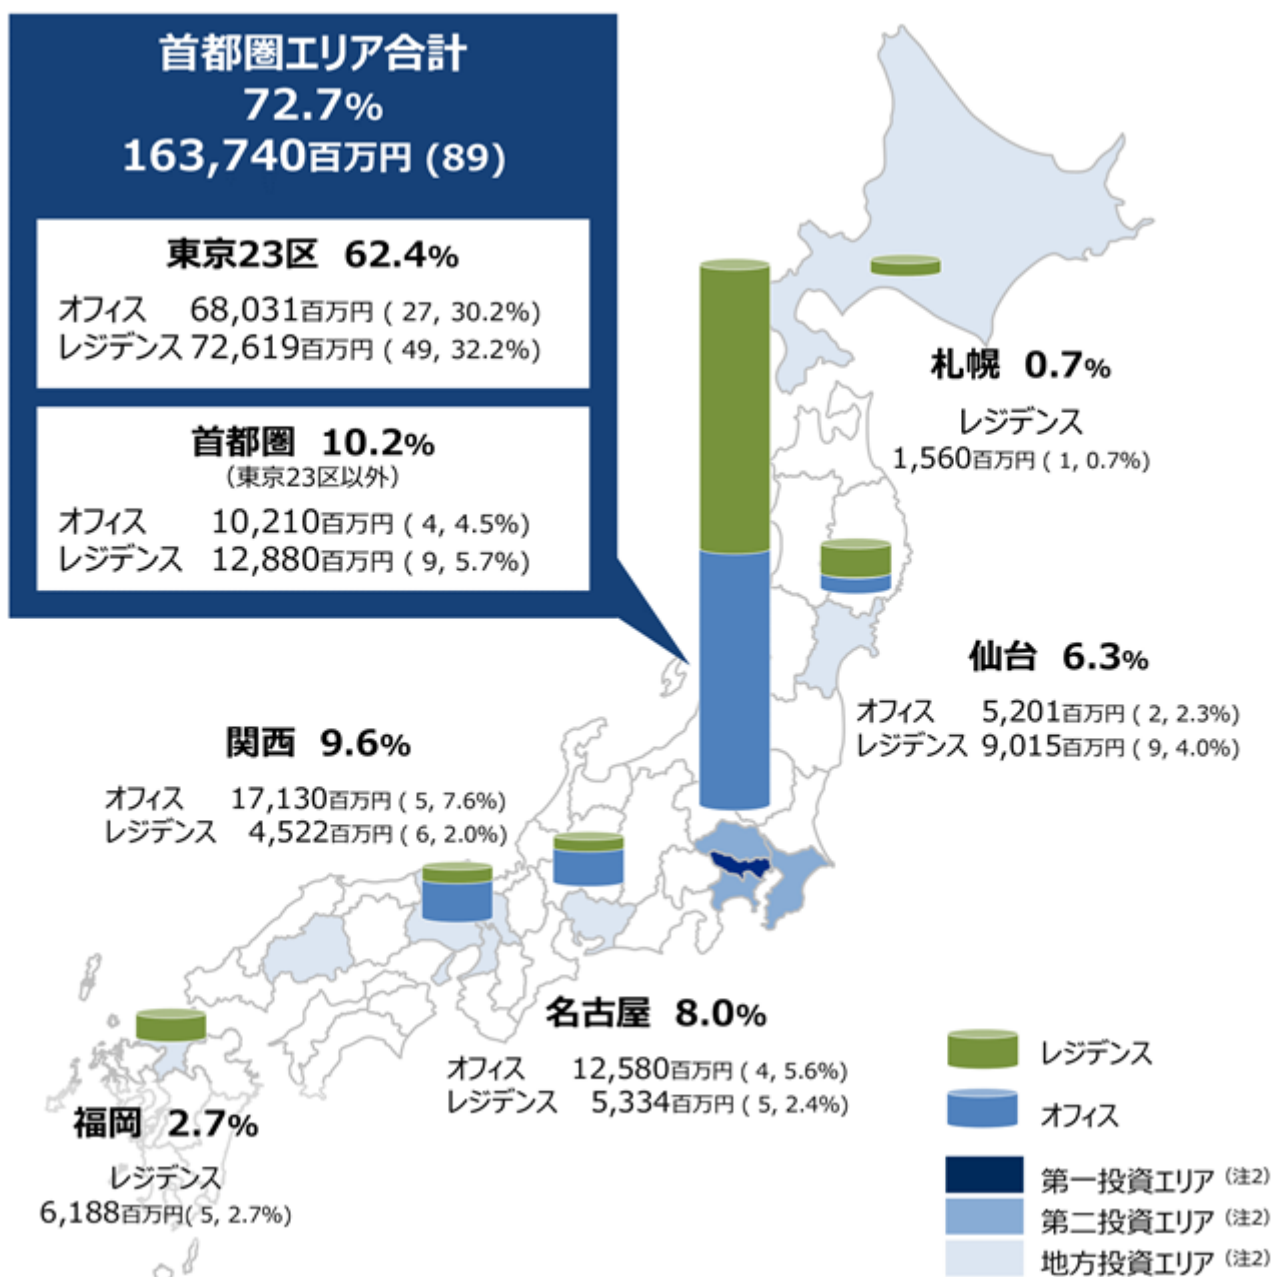 首都圏エリア合計
72.7%
163,740百万円 (89)
東京23区 62.4%
オフィス 68,031百万円 ( 27, 30.2%)
レジデンス 72,619百万円 ( 49, 32.2%)
首都圏 10.2%
（東京23区以外）
オフィス 10,210百万円 ( 4, 4.5%)
レジデンス 12,880百万円 ( 9, 5.7%)
札幌 0.7%
レジデンス
1,560百万円 ( 1, 0.7%)
仙台 6.3%
オフィス 5,201百万円 ( 2, 2.3%)
レジデンス 9,015百万円 ( 9, 4.0%)
関西 9.6%
オフィス 17,130百万円 ( 5, 7.6%)
レジデンス 4,522百万円 ( 6, 2.0%)
名古屋 8.0%
オフィス 12,580百万円 ( 4, 5.6%)
レジデンス 5,334百万円 ( 5, 2.4%)
福岡 2.7%
レジデンス
6,188百万円( 5, 2.7%)
レジデンス
オフィス
第一投資エリア (注2)
第二投資エリア (注2)
地方投資エリア (注2)